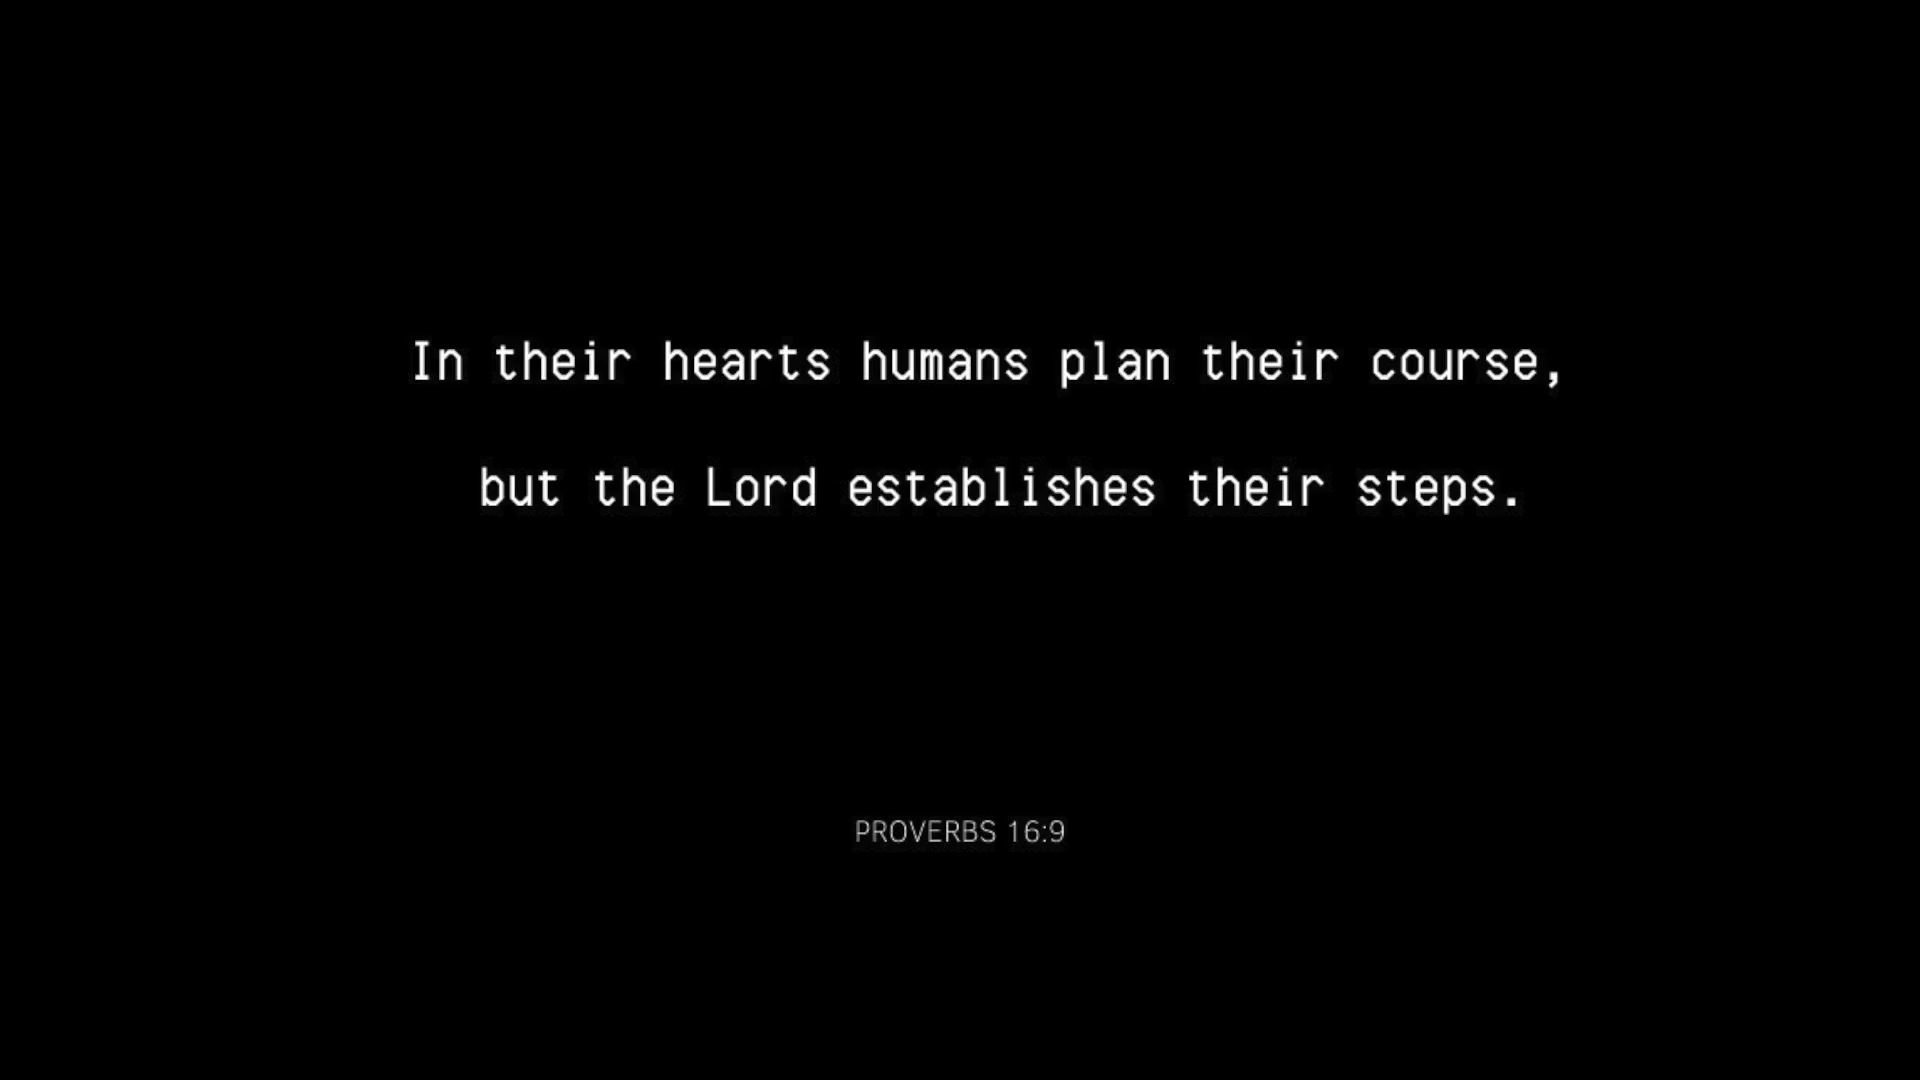 In their hearts humans plan their course,
but the Lord establishes their steps.
PROVERBS 16:9